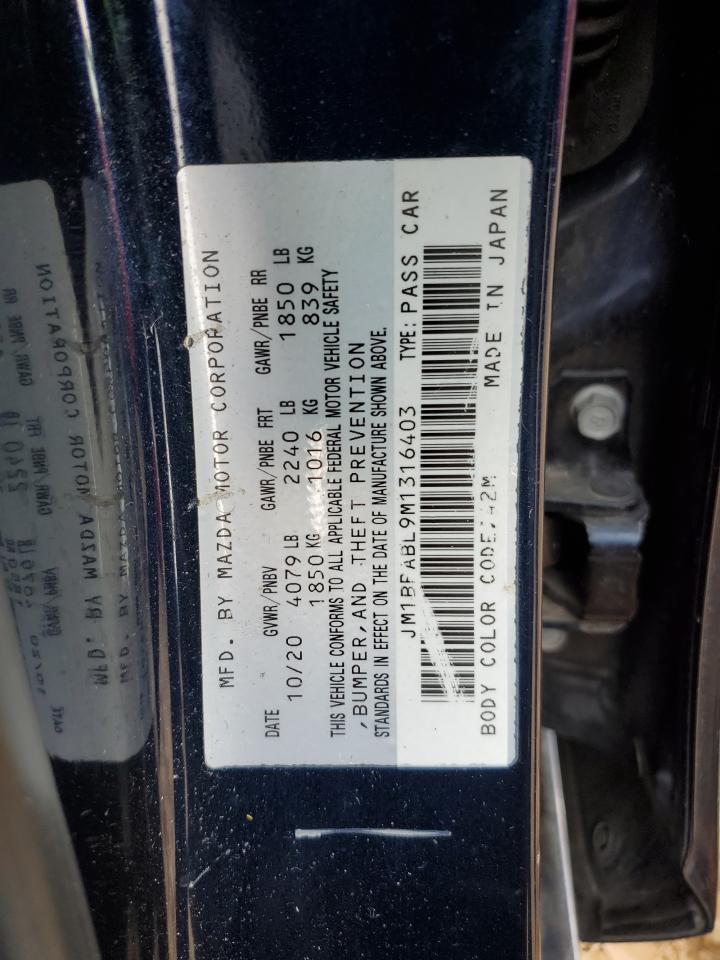 MFD. BY MAZDA MOTOR CORPORATION
DATE GVWR/PNBV GAWR/PNBE FRT GAWR/PNBE RR
10/20 4079 LB 2240 LB 1850 LB
1850 KG 1016 KG 839 KG
THIS VEHICLE CONFORMS TO ALL APPLICABLE FEDERAL MOTOR VEHICLE SAFETY
,BUMPER,AND THEFT PREVENTION
STANDARDS IN EFFECT ON THE DATE OF MANUFACTURE SHOWN ABOVE.
JM1BPABL9M1316403 TYPE: PASS CAR
BODY COLOR CODE: 42M MADE IN JAPAN